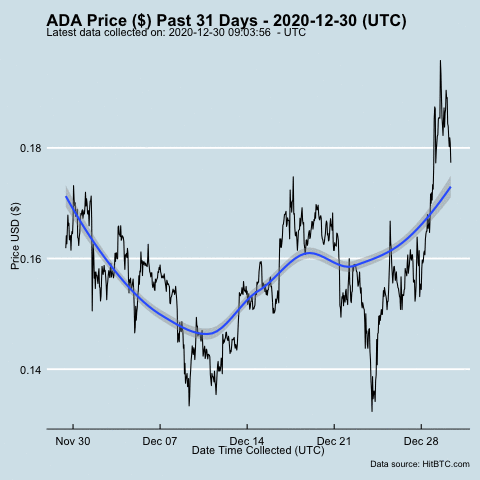 ADA Price ($) Past 31 Days - 2020-12-30 (UTC)
Latest data collected on: 2020-12-30 09:03:56 - UTC
0.18
0.16
0.14
Price USD ($)
Nov 30 Dec 07 Dec 14 Dec 21 Dec 28
Date Time Collected (UTC)
Data source: HitBTC.com